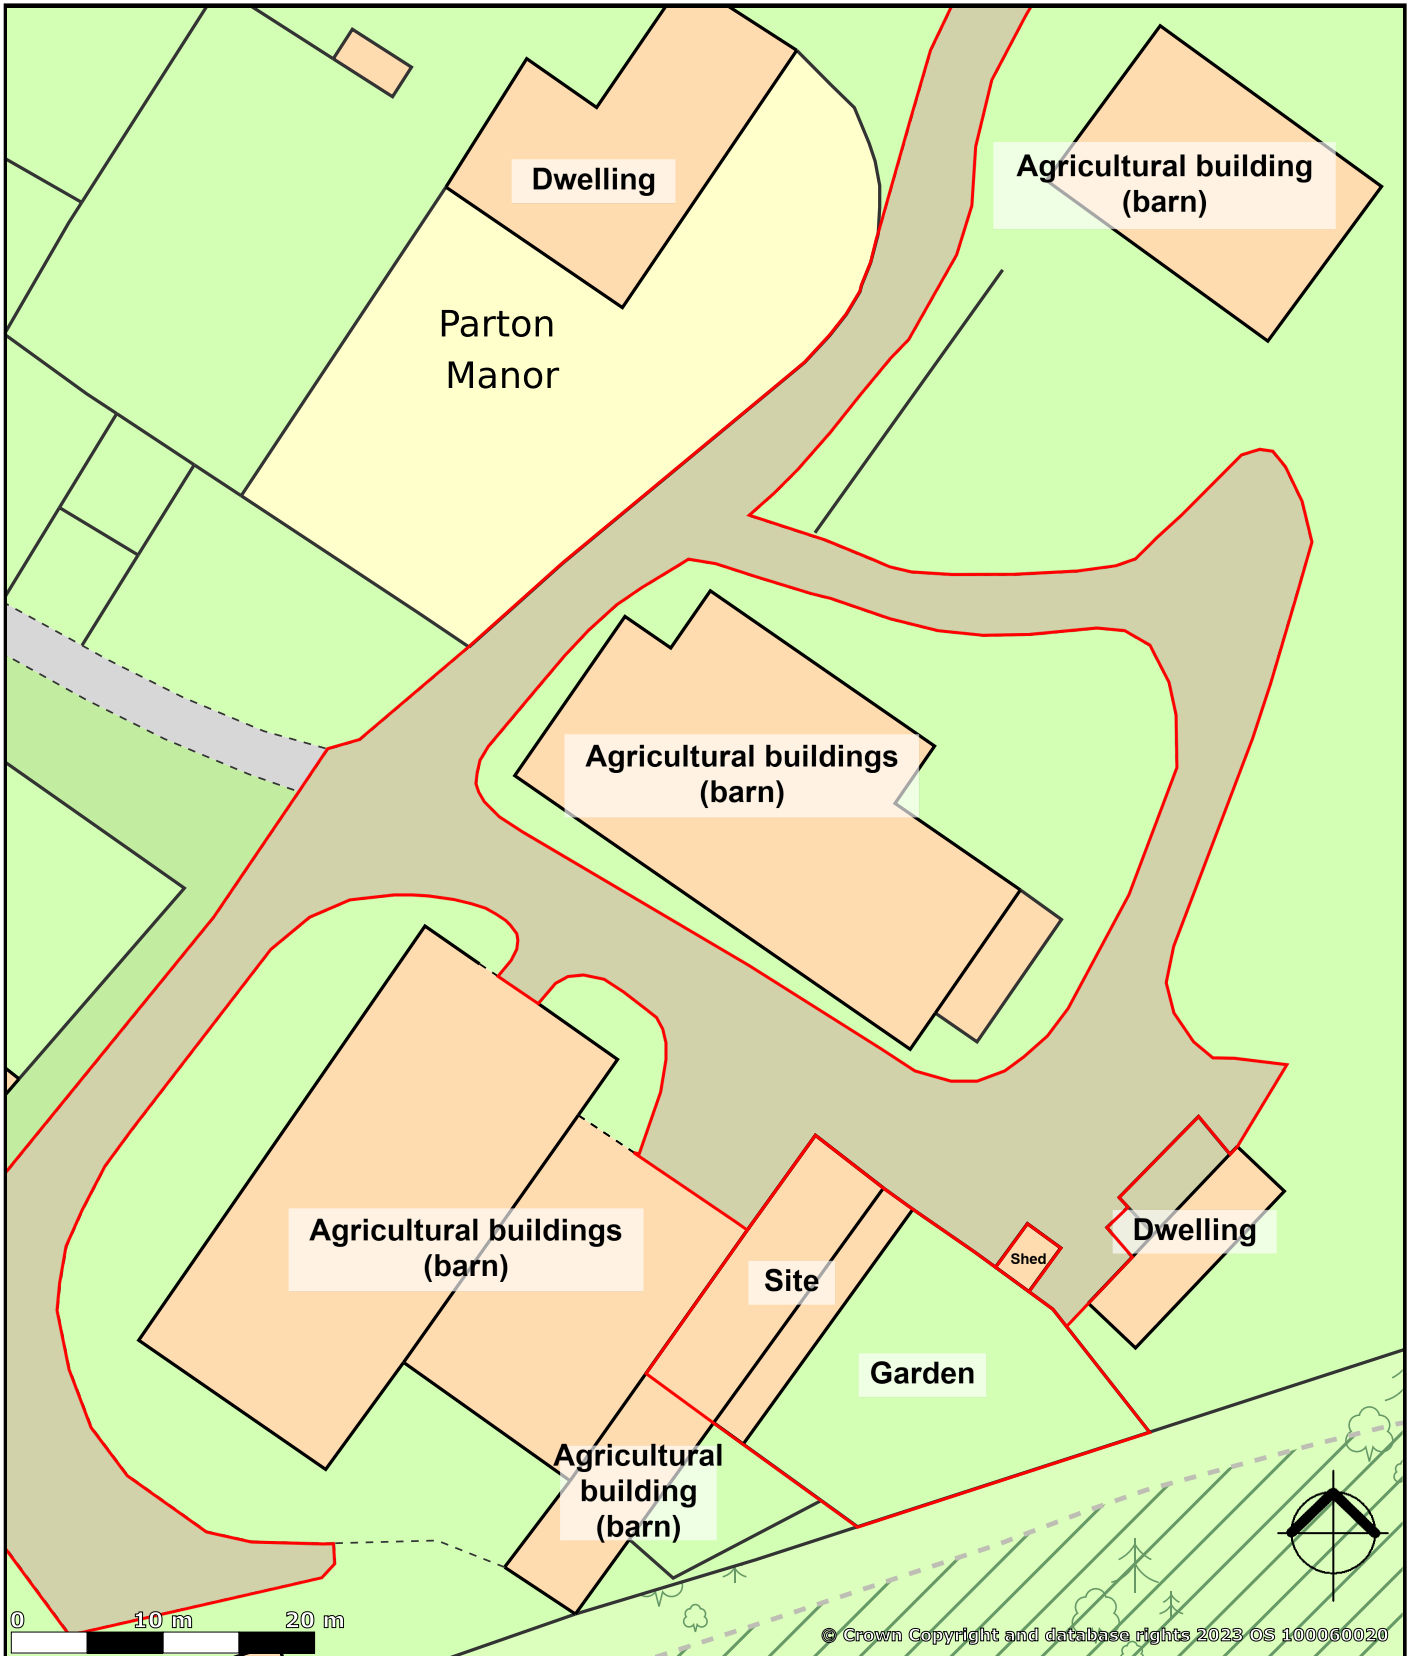 Dwelling
Agricultural building
(barn)
Parton
Manor
Agricultural buildings
(barn)
Agricultural buildings
(barn)
Dwelling
Shed
Site
Garden
Agricultural
building
(barn)
0 10 m 20 m
© Crown Copyright and database rights 2023 OS 100060020